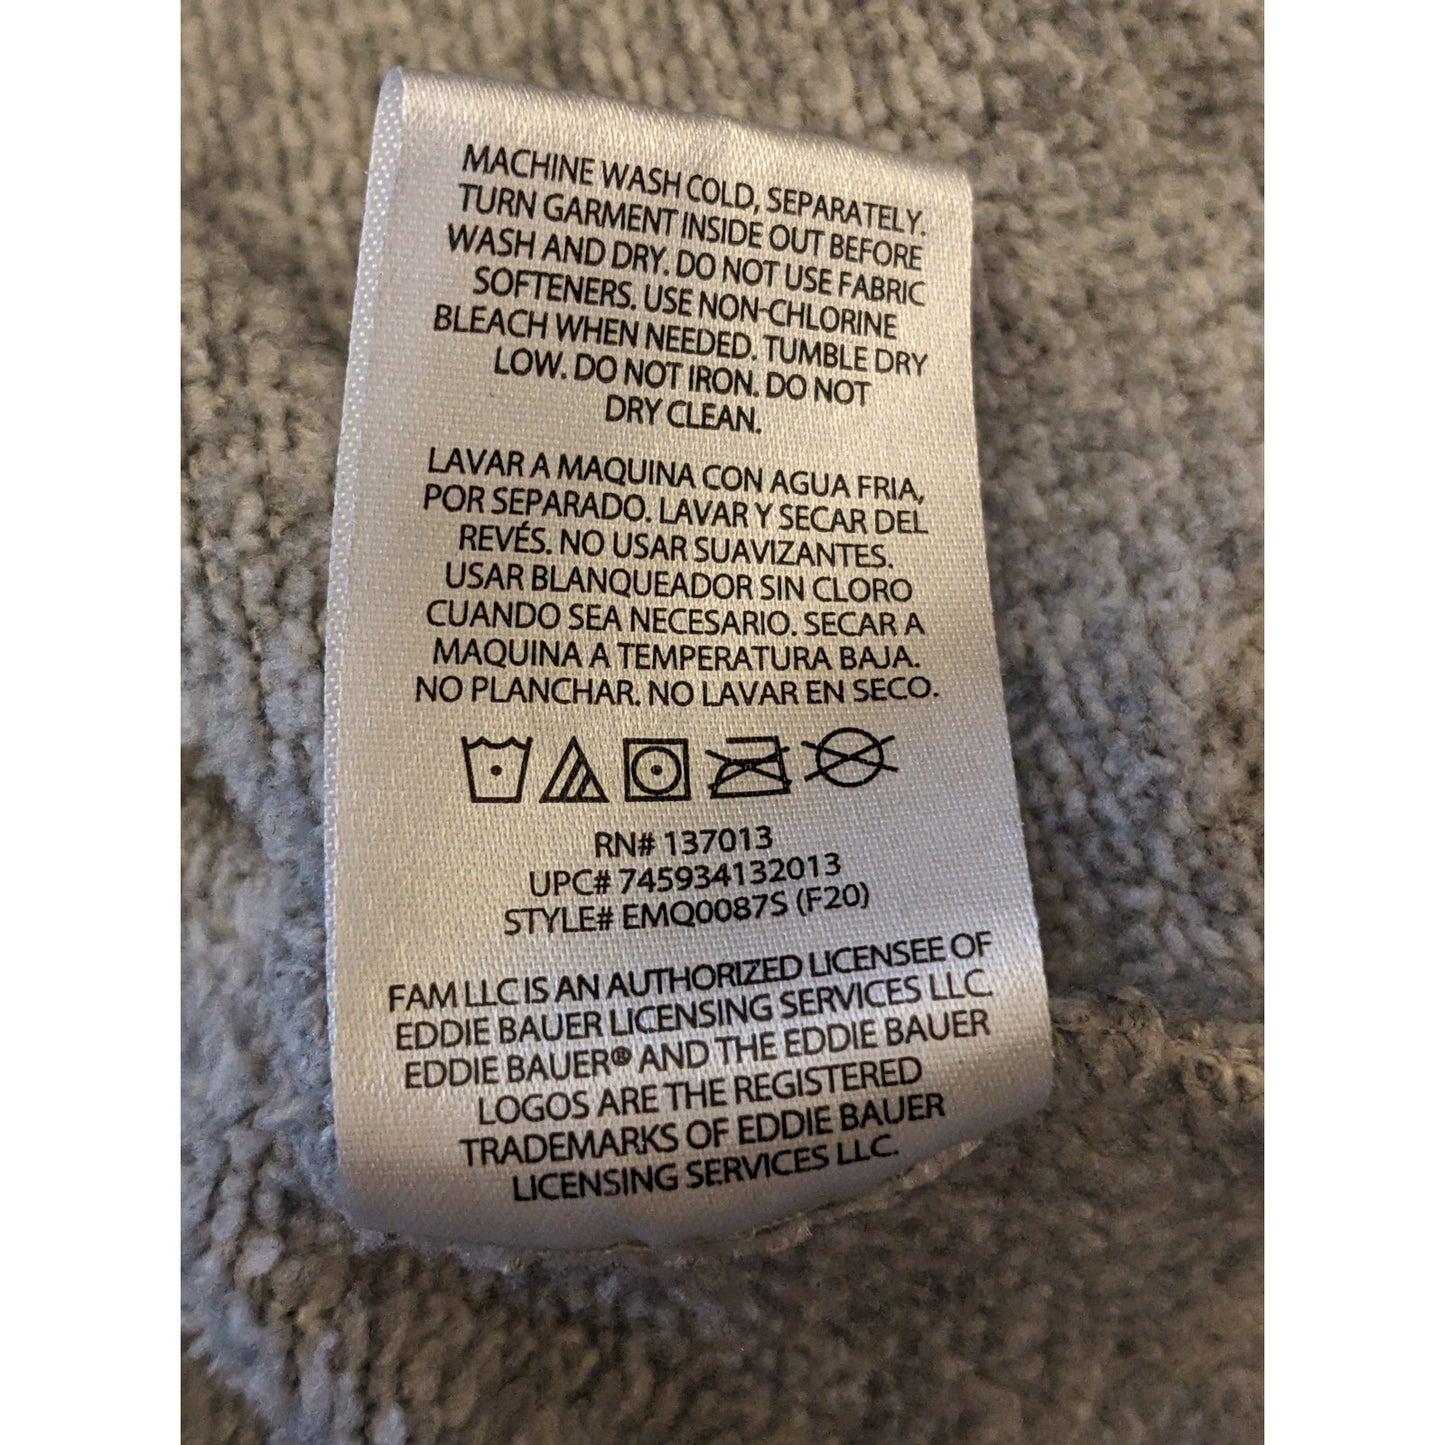 MACHINE WASH COLD, SEPARATELY.
TURN GARMENT INSIDE OUT BEFORE
WASH AND DRY. DO NOT USE FABRIC
SOFTENERS. USE NON-CHLORINE
BLEACH WHEN NEEDED. TUMBLE DRY
LOW. DO NOT IRON. DO NOT
DRY CLEAN.
LAVAR A MAQUINA CON AGUA FRIA,
POR SEPARADO. LAVAR Y SECAR DEL
REVÉS. NO USAR SUAVIZANTES.
USAR BLANQUEADOR SIN CLORO
CUANDO SEA NECESARIO. SECAR A
MAQUINA A TEMPERATURA BAJA.
NO PLANCHAR. NO LAVAR EN SECO.
RN# 137013
UPC# 745934132013
STYLE# EMQ0087S (F20)
FAM LLC IS AN AUTHORIZED LICENSEE OF
EDDIE BAUER LICENSING SERVICES LLC.
EDDIE BAUER® AND THE EDDIE BAUER
LOGOS ARE THE REGISTERED
TRADEMARKS OF EDDIE BAUER
LICENSING SERVICES LLC.